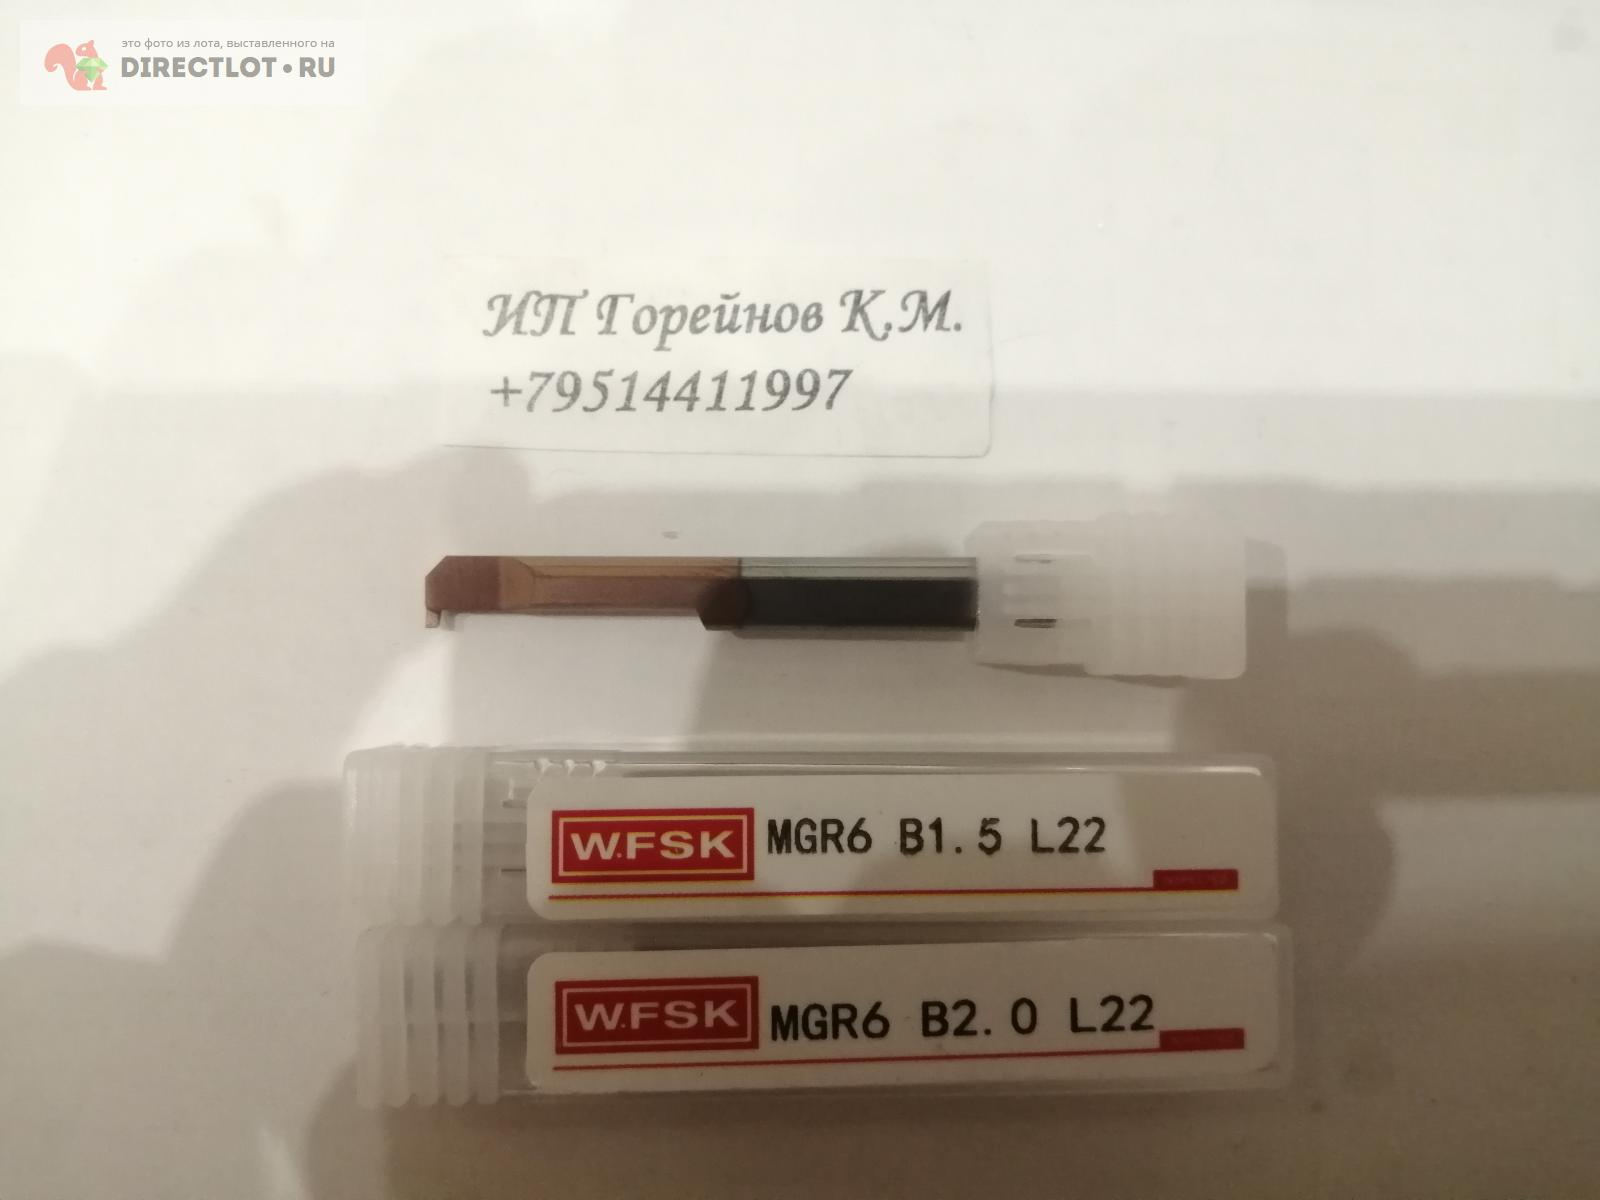 это фото из лота, выставленного на
DIRECTLOT•RU
ИП Горейнов К.М.
+79514411997
W.FSK MGR6 B1.5 L22
W.FSK MGR6 B2.0 L22